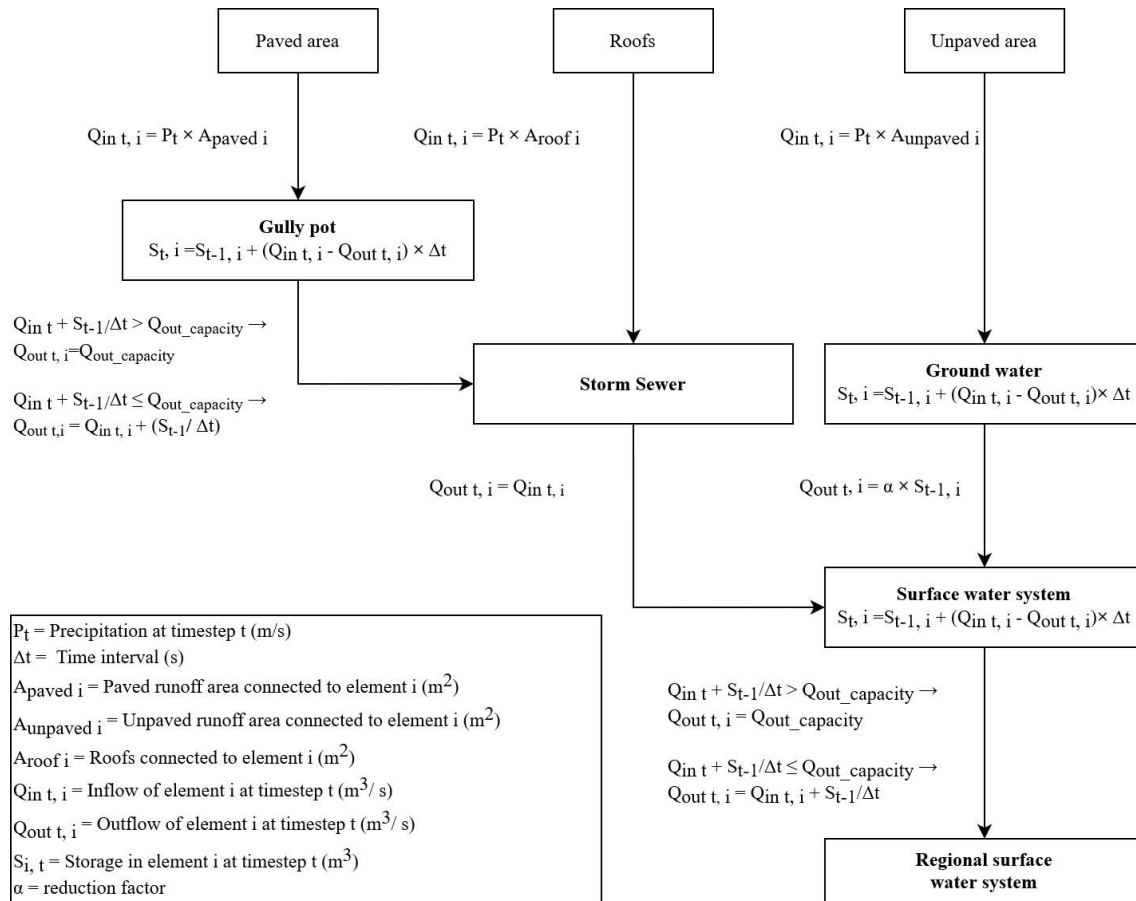 Paved area
Roofs
Unpaved area
Qin t, i = Pt × Apaved i
Qin t, i = Pt × Aroof i
Qin t, i = Pt × Aunpaved i
Gully pot
St, i =St-1, i + (Qin t, i - Qout t, i) × Δt
Qin t + St-1/Δt > Qout_capacity →
Qout t, i=Qout_capacity
Qin t + St-1/Δt ≤ Qout_capacity →
Qout t,i = Qin t, i + (St-1/ Δt)
Storm Sewer
Ground water
St, i =St-1, i + (Qin t, i - Qout t, i)× Δt
Qout t, i = Qin t, i
Qout t, i = α × St-1, i
Surface water system
St, i =St-1, i + (Qin t, i - Qout t, i)× Δt
Qin t + St-1/Δt > Qout_capacity →
Qout t, i = Qout_capacity
Qin t + St-1/Δt ≤ Qout_capacity →
Qout t, i = Qin t, i + St-1/Δt
Regional surface
water system
Pt = Precipitation at timestep t (m/s)
Δt = Time interval (s)
Apaved i = Paved runoff area connected to element i (m²)
Aunpaved i = Unpaved runoff area connected to element i (m²)
Aroof i = Roofs connected to element i (m²)
Qin t, i = Inflow of element i at timestep t (m³/ s)
Qout t, i = Outflow of element i at timestep t (m³/ s)
Si, t = Storage in element i at timestep t (m³)
α = reduction factor